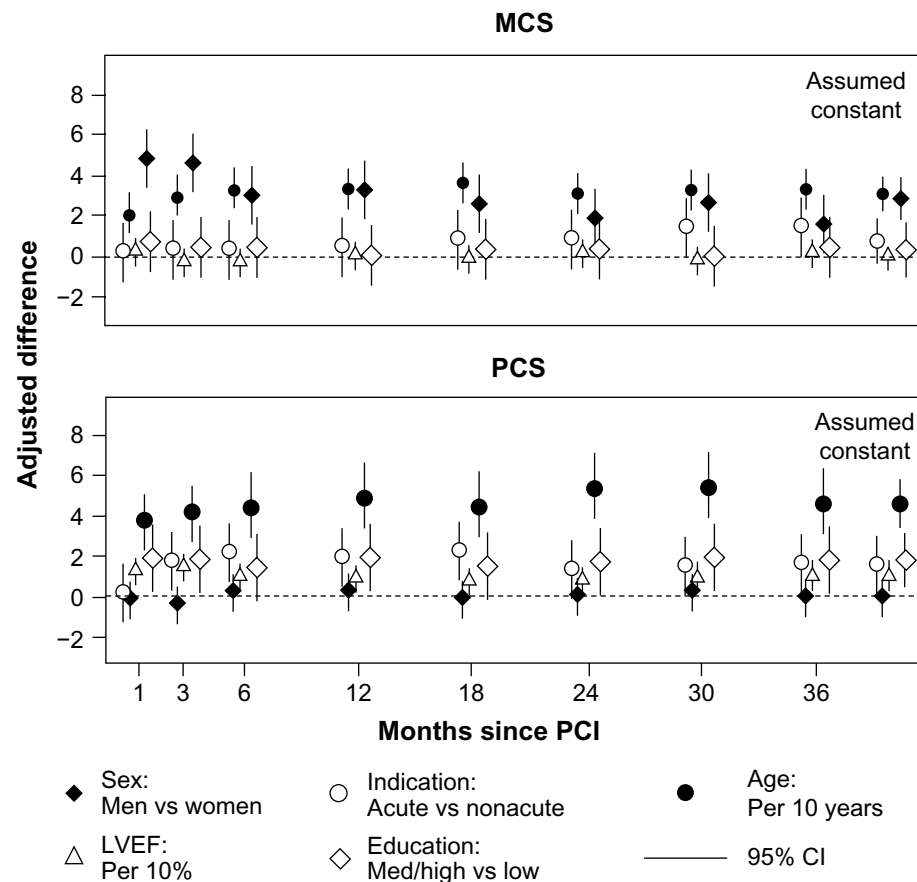 MCS
Assumed
constant
8
6
4
2
0
−2
Adjusted difference
PCS
Assumed
constant
8
6
4
2
0
−2
1 3 6 12 18 24 30 36
Months since PCI
Sex:
Men vs women
Indication:
Acute vs nonacute
Age:
Per 10 years
LVEF:
Per 10%
Education:
Med/high vs low
95% CI